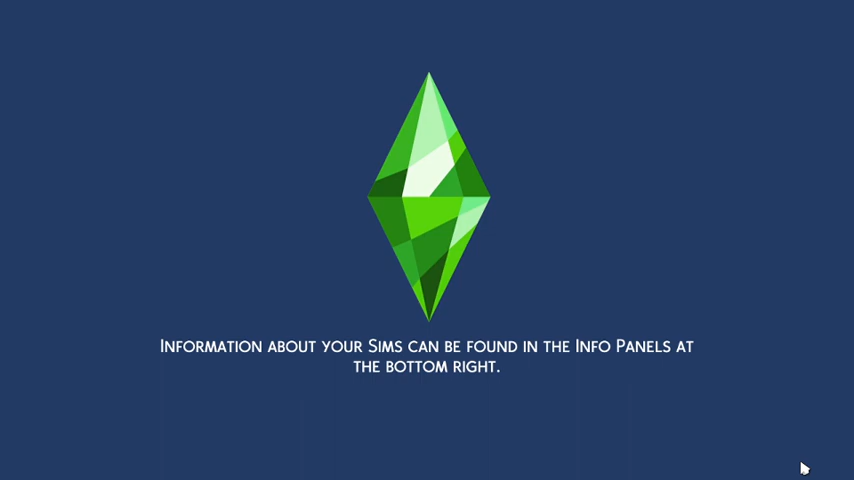 Information about your Sims can be found in the Info Panels at
the bottom right.